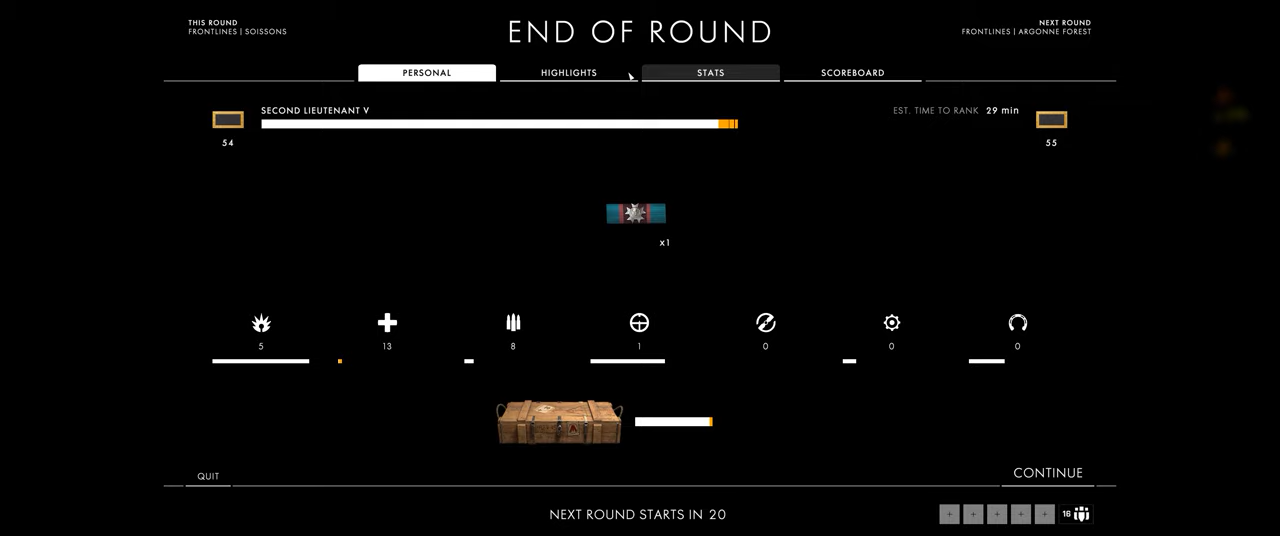 THIS ROUND
FRONTLINES | SOISSONS
END OF ROUND
NEXT ROUND
FRONTLINES | ARGONNE FOREST
PERSONAL
HIGHLIGHTS
STATS
SCOREBOARD
SECOND LIEUTENANT V
EST. TIME TO RANK 29 min
54
55
x1
5
13
8
1
0
0
0
QUIT
CONTINUE
NEXT ROUND STARTS IN 20
16